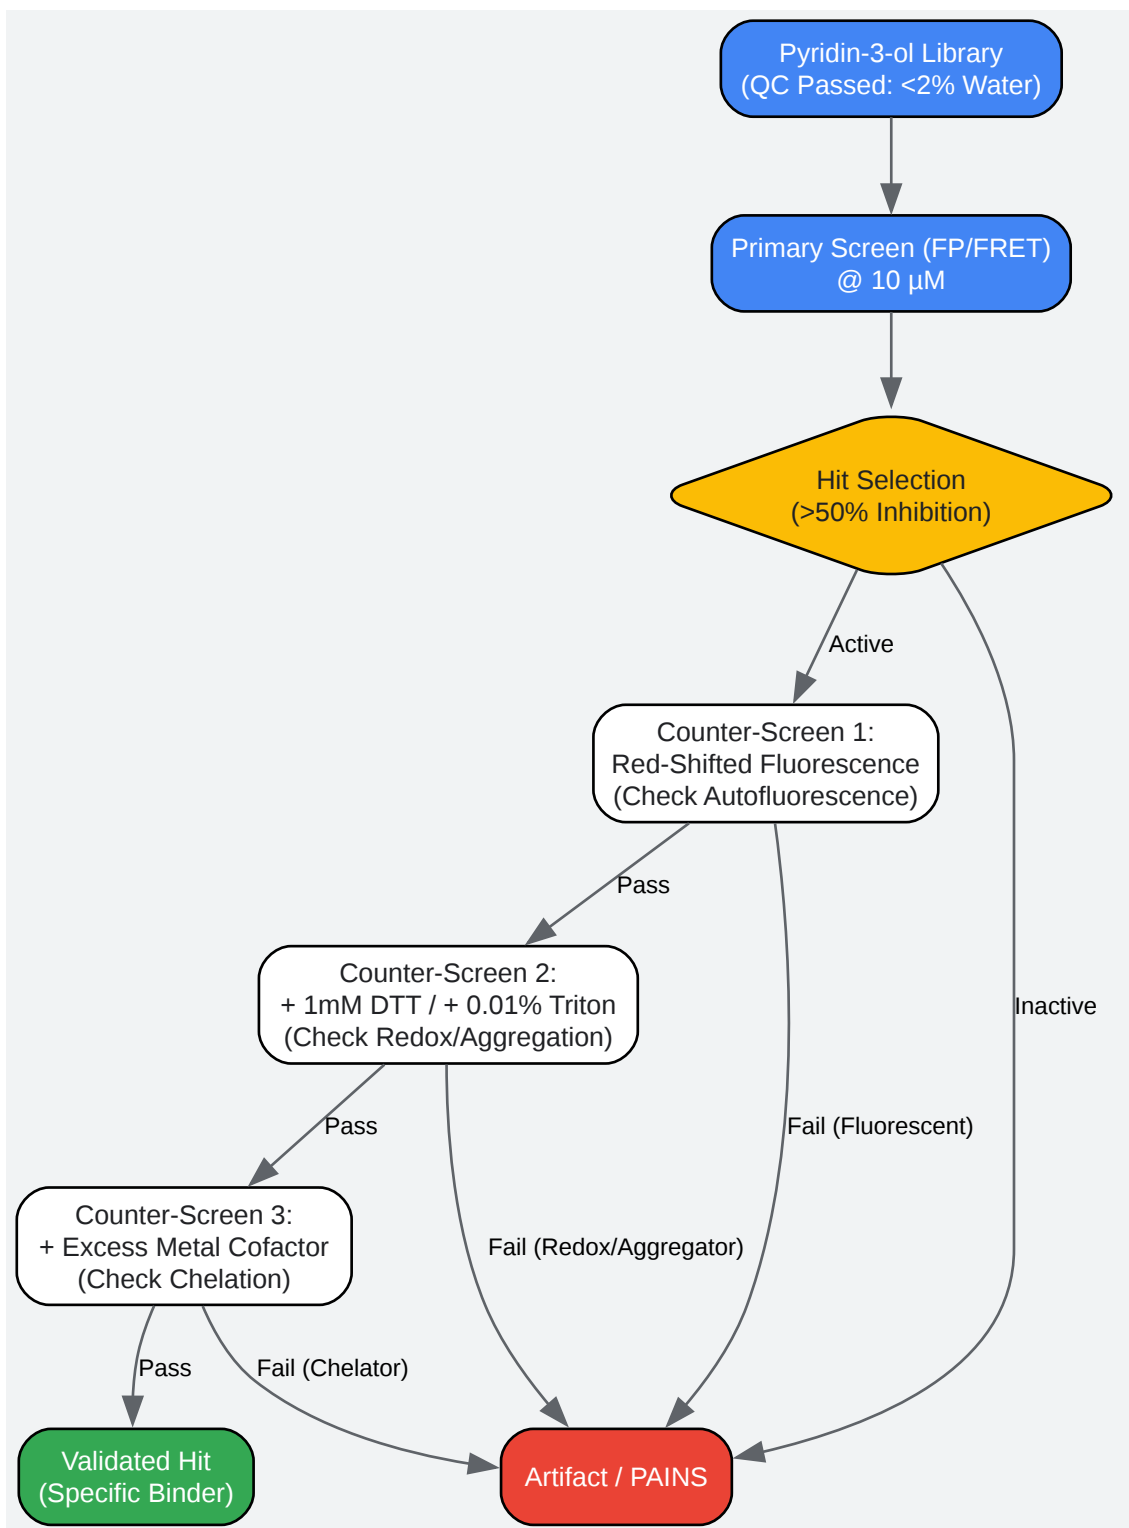 Pyridin-3-ol Library
(QC Passed: <2% Water)
Primary Screen (FP/FRET)
@ 10 µM
Hit Selection
(>50% Inhibition)
Active
Counter-Screen 1:
Red-Shifted Fluorescence
(Check Autofluorescence)
Pass
Counter-Screen 2:
+ 1mM DTT / + 0.01% Triton
(Check Redox/Aggregation)
Inactive
Pass
Fail (Fluorescent)
Counter-Screen 3:
+ Excess Metal Cofactor
(Check Chelation)
Fail (Redox/Aggregator)
Pass
Fail (Chelator)
Validated Hit
(Specific Binder)
Artifact / PAINS